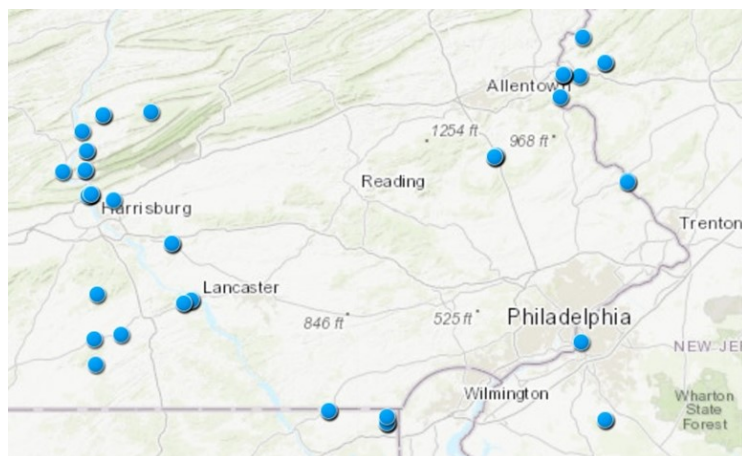 Allentown
1254 ft
968 ft
Reading
Harrisburg
Trenton
Lancaster
846 ft
525 ft
Philadelphia
NEW JE
Wilmington
Wharton
State
Forest